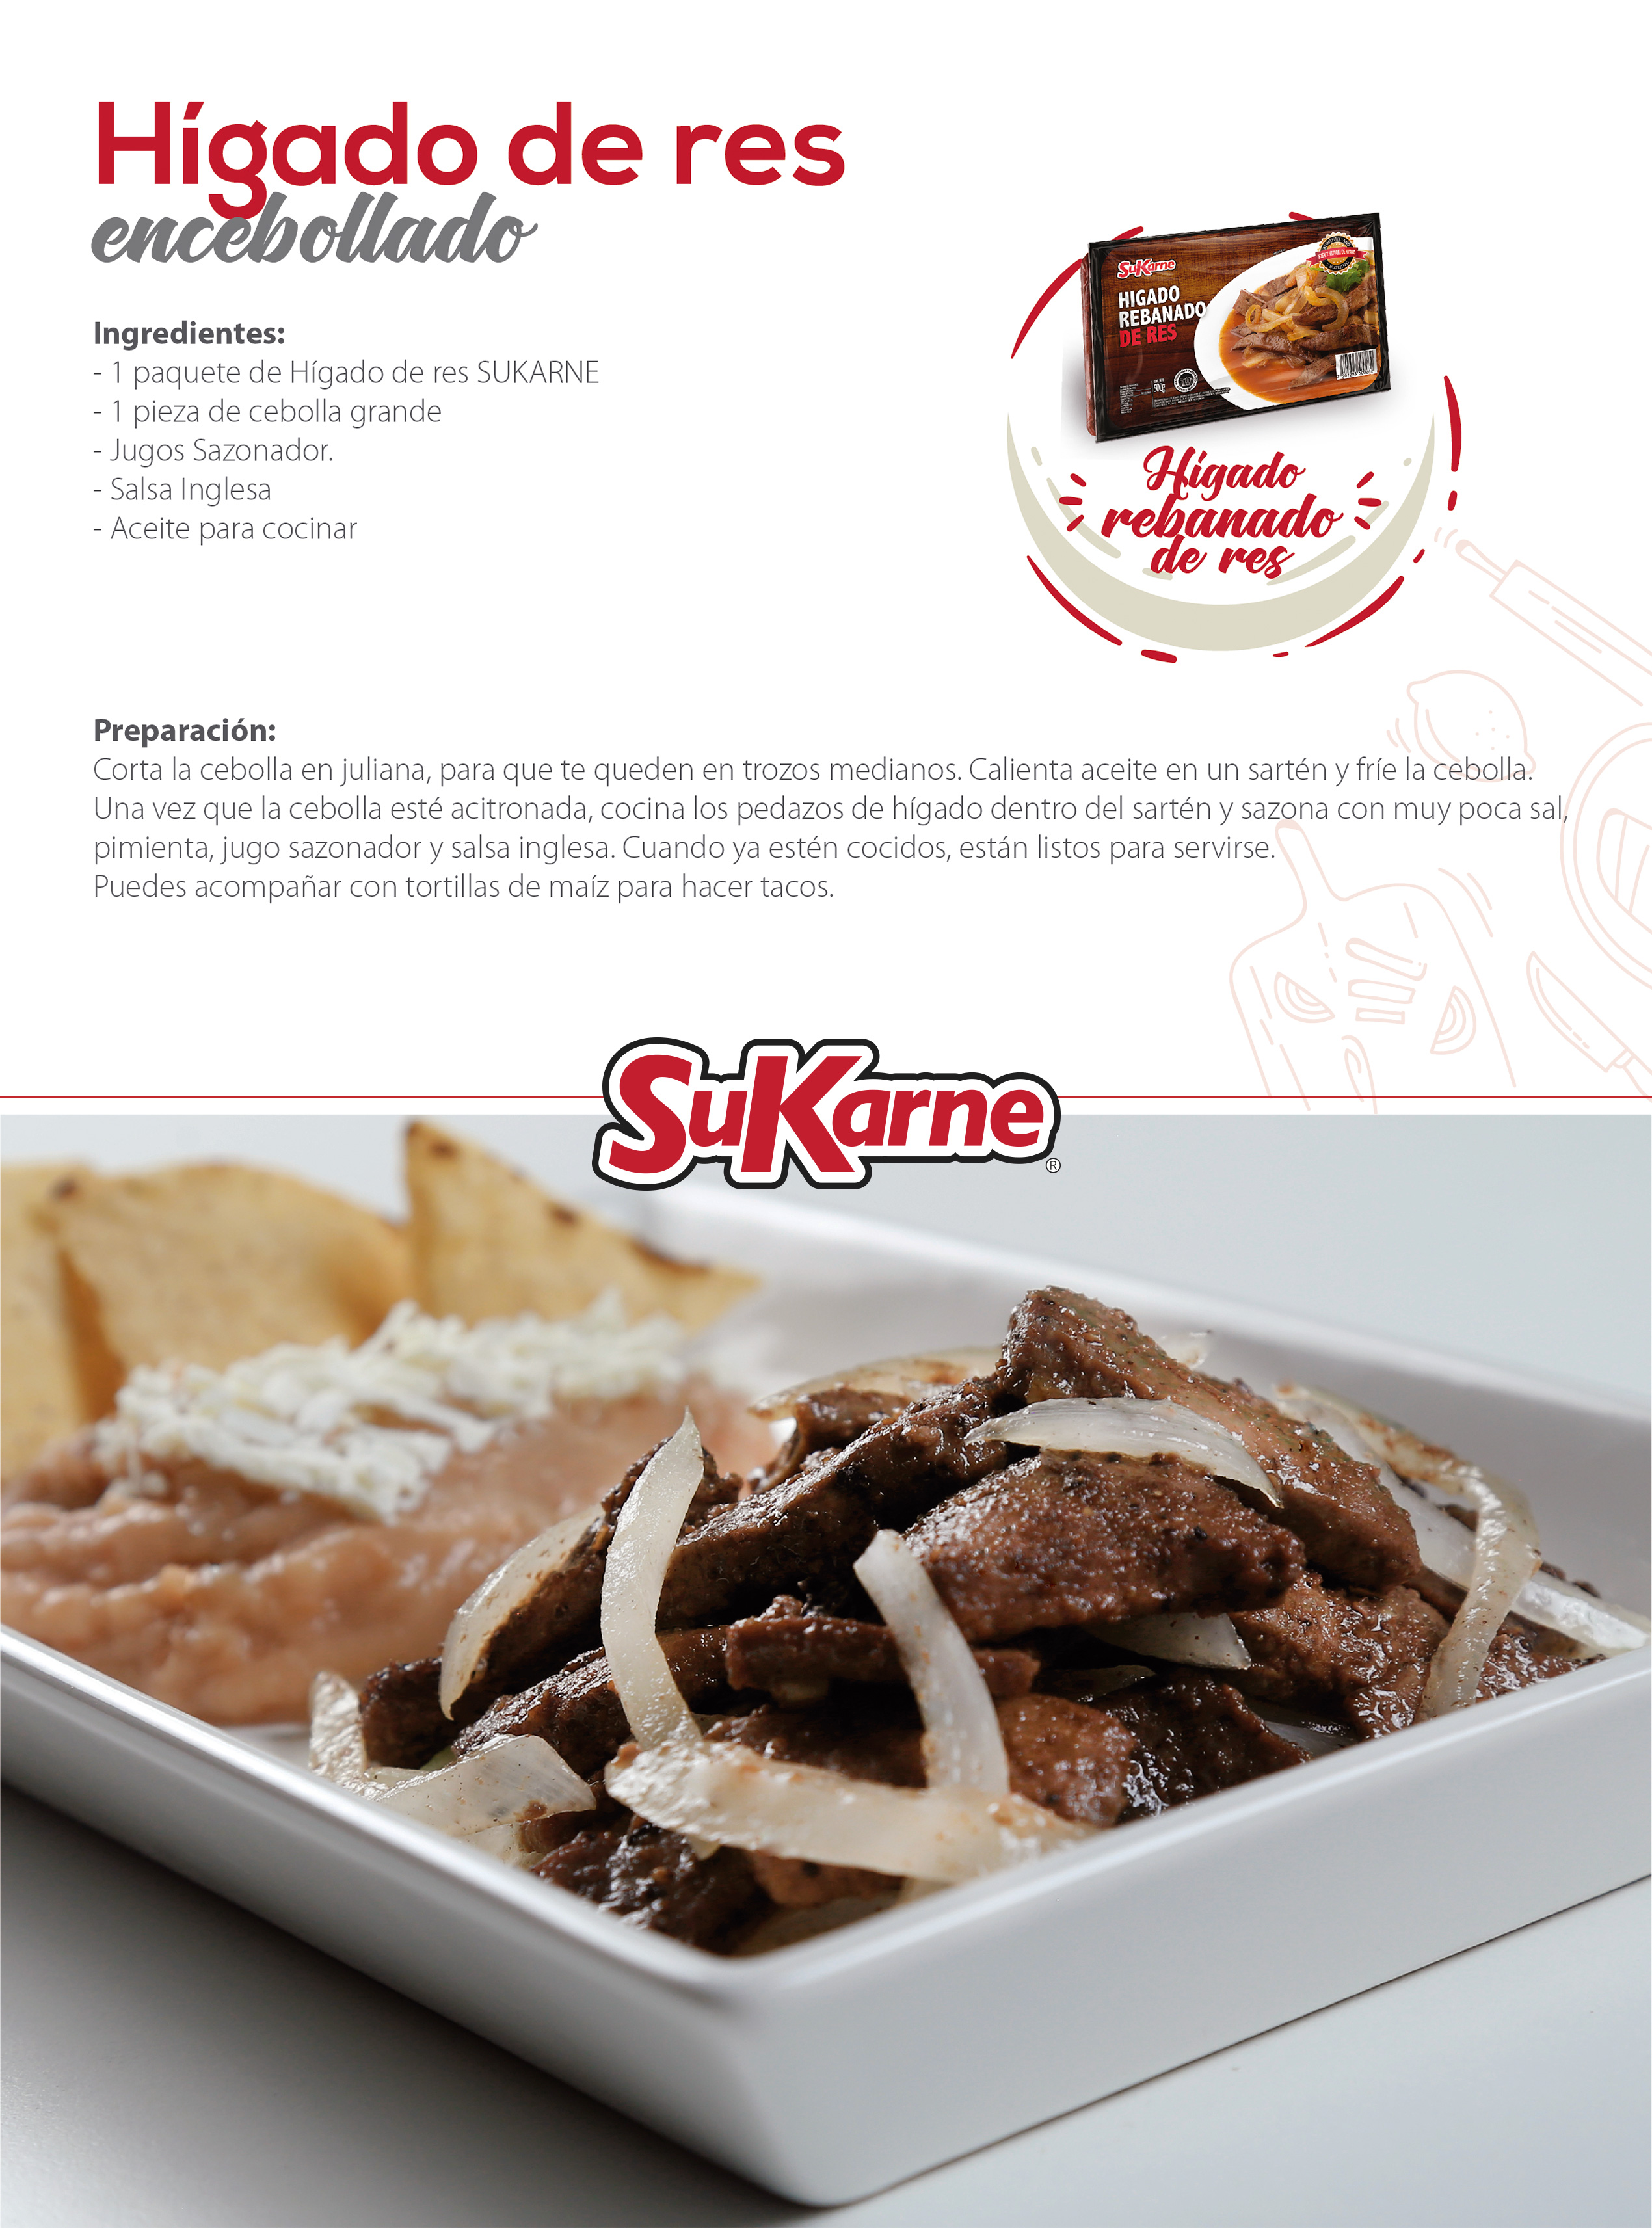 Hígado de res
encebollado
Ingredientes:
- 1 paquete de Hígado de res SUKARNE
- 1 pieza de cebolla grande
- Jugos Sazonador.
- Salsa Inglesa
- Aceite para cocinar
SuKarne
HIGADO
REBANADO
DE RES
500g
Hígado
rebanado
de res
Preparación:
Corta la cebolla en juliana, para que te queden en trozos medianos. Calienta aceite en un sartén y fríe la cebolla.
Una vez que la cebolla esté acitronada, cocina los pedazos de hígado dentro del sartén y sazona con muy poca sal,
pimienta, jugo sazonador y salsa inglesa. Cuando ya estén cocidos, están listos para servirse.
Puedes acompañar con tortillas de maíz para hacer tacos.
SuKarne
®